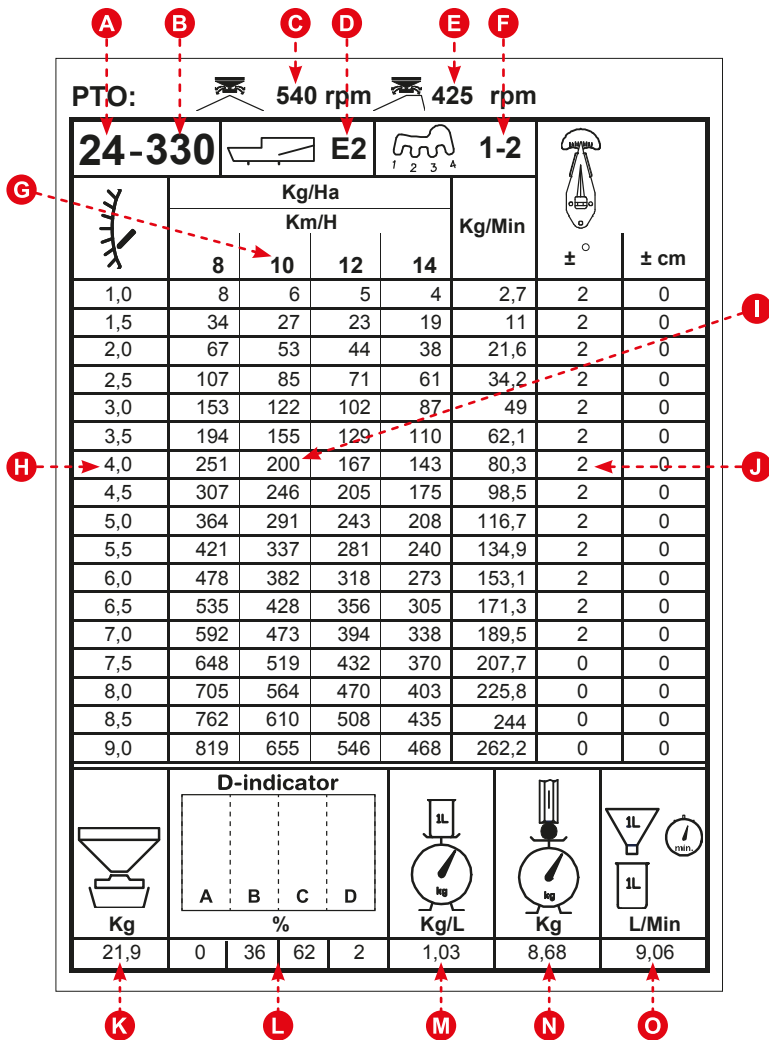 A B C D E F
PTO: 540 rpm 425 rpm
24-330 E2 1 2 3 4 1-2
G
Kg/Ha
Km/H Kg/Min
8 10 12 14 ± ° ± cm
1,0 8 6 5 4 2,7 2 0
1,5 34 27 23 19 11 2 0 I
2,0 67 53 44 38 21,6 2 0
2,5 107 85 71 61 34,2 2 0
3,0 153 122 102 87 49 2 0
3,5 194 155 129 110 62,1 2 0
H 4,0 251 200 167 143 80,3 2 0 J
4,5 307 246 205 175 98,5 2 0
5,0 364 291 243 208 116,7 2 0
5,5 421 337 281 240 134,9 2 0
6,0 478 382 318 273 153,1 2 0
6,5 535 428 356 305 171,3 2 0
7,0 592 473 394 338 189,5 2 0
7,5 648 519 432 370 207,7 0 0
8,0 705 564 470 403 225,8 0 0
8,5 762 610 508 435 244 0 0
9,0 819 655 546 468 262,2 0 0
D-indicator
1L 1L min.
A B C D kg kg 1L
Kg % Kg/L Kg L/Min
21,9 0 36 62 2 1,03 8,68 9,06
K L M N O